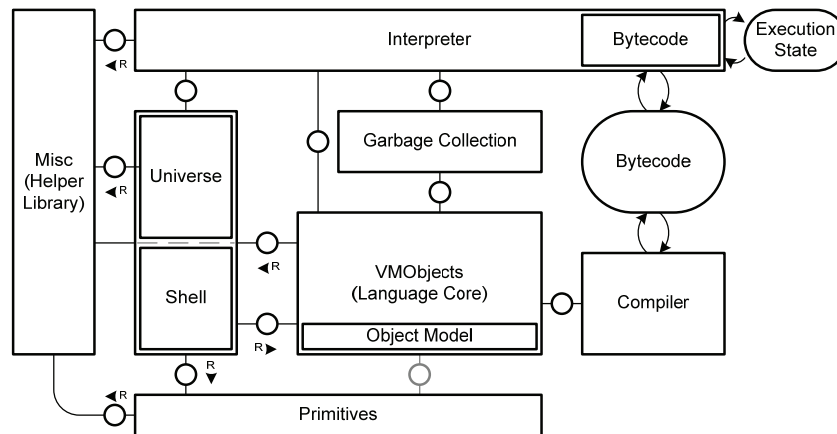 Interpreter
Bytecode
Execution
State
R
Misc
(Helper
Library)
Universe
R
Garbage Collection
Bytecode
R
Shell
VMObjects
(Language Core)
Compiler
R
Object Model
R
R
Primitives